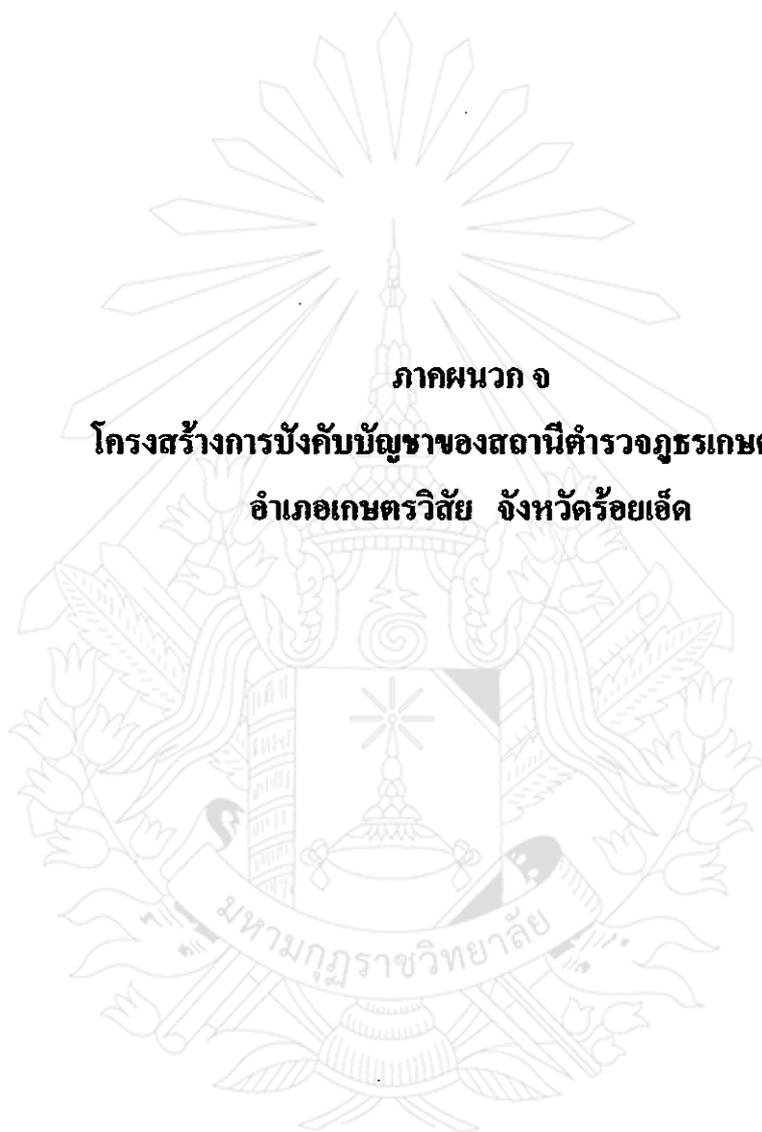 ภาคผนวก จ
โครงสร้างการบังคับบัญชาของสถานีตำรวจภูธรเกษต
อำเภอเกษตรวิสัย จังหวัดร้อยเอ็ด
มหามกุฏราชวิทยาลัย